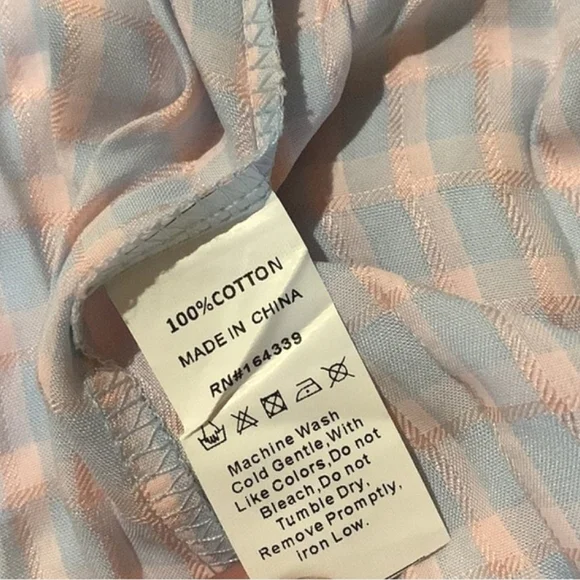 100%COTTON
MADE IN CHINA
RN#164339
Machine Wash
Cold Gentle,With
Like Colors,Do not
Bleach,Do not
Tumble Dry,
Remove Promptly,
iron Low.